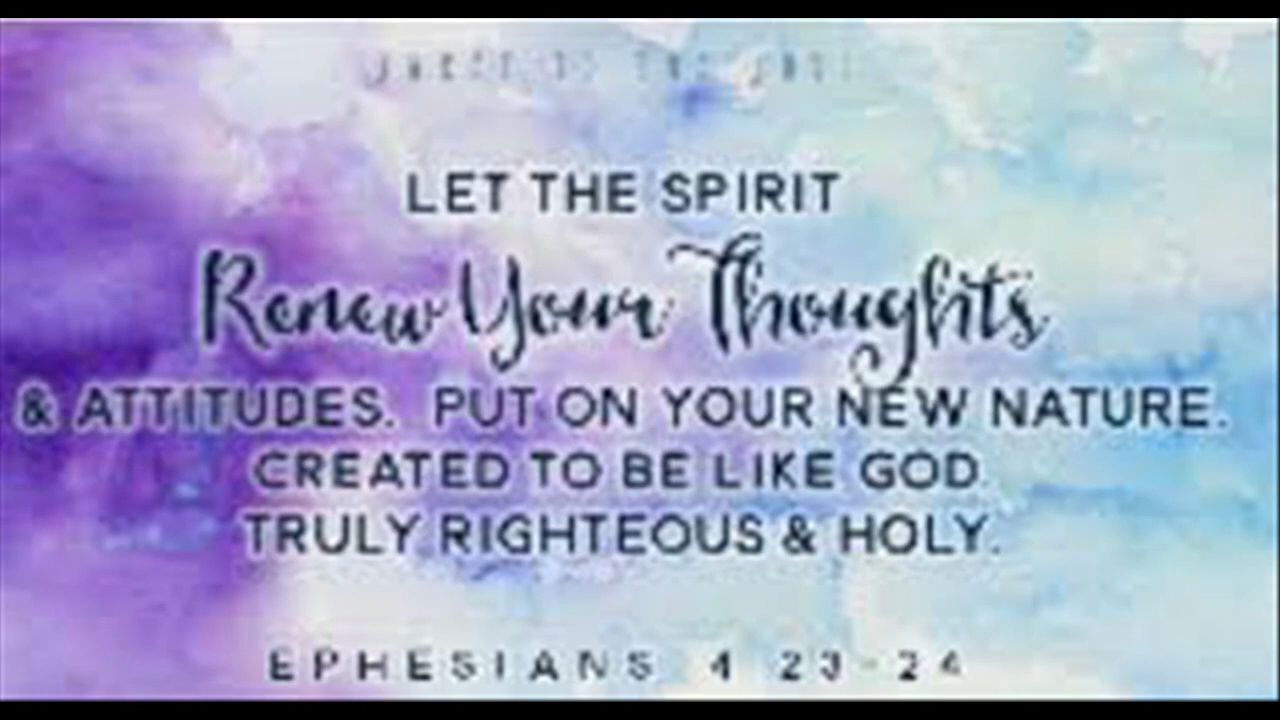 LET THE SPIRIT
Renew Your Thoughts
& ATTITUDES. PUT ON YOUR NEW NATURE.
CREATED TO BE LIKE GOD.
TRULY RIGHTEOUS & HOLY.
EPHESIANS 4 23-24